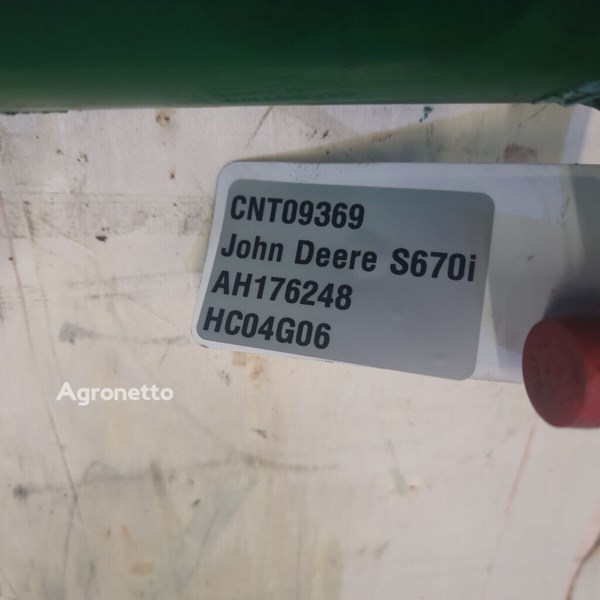 CNT09369
John Deere S670i
AH176248
HC04G06
Agronetto